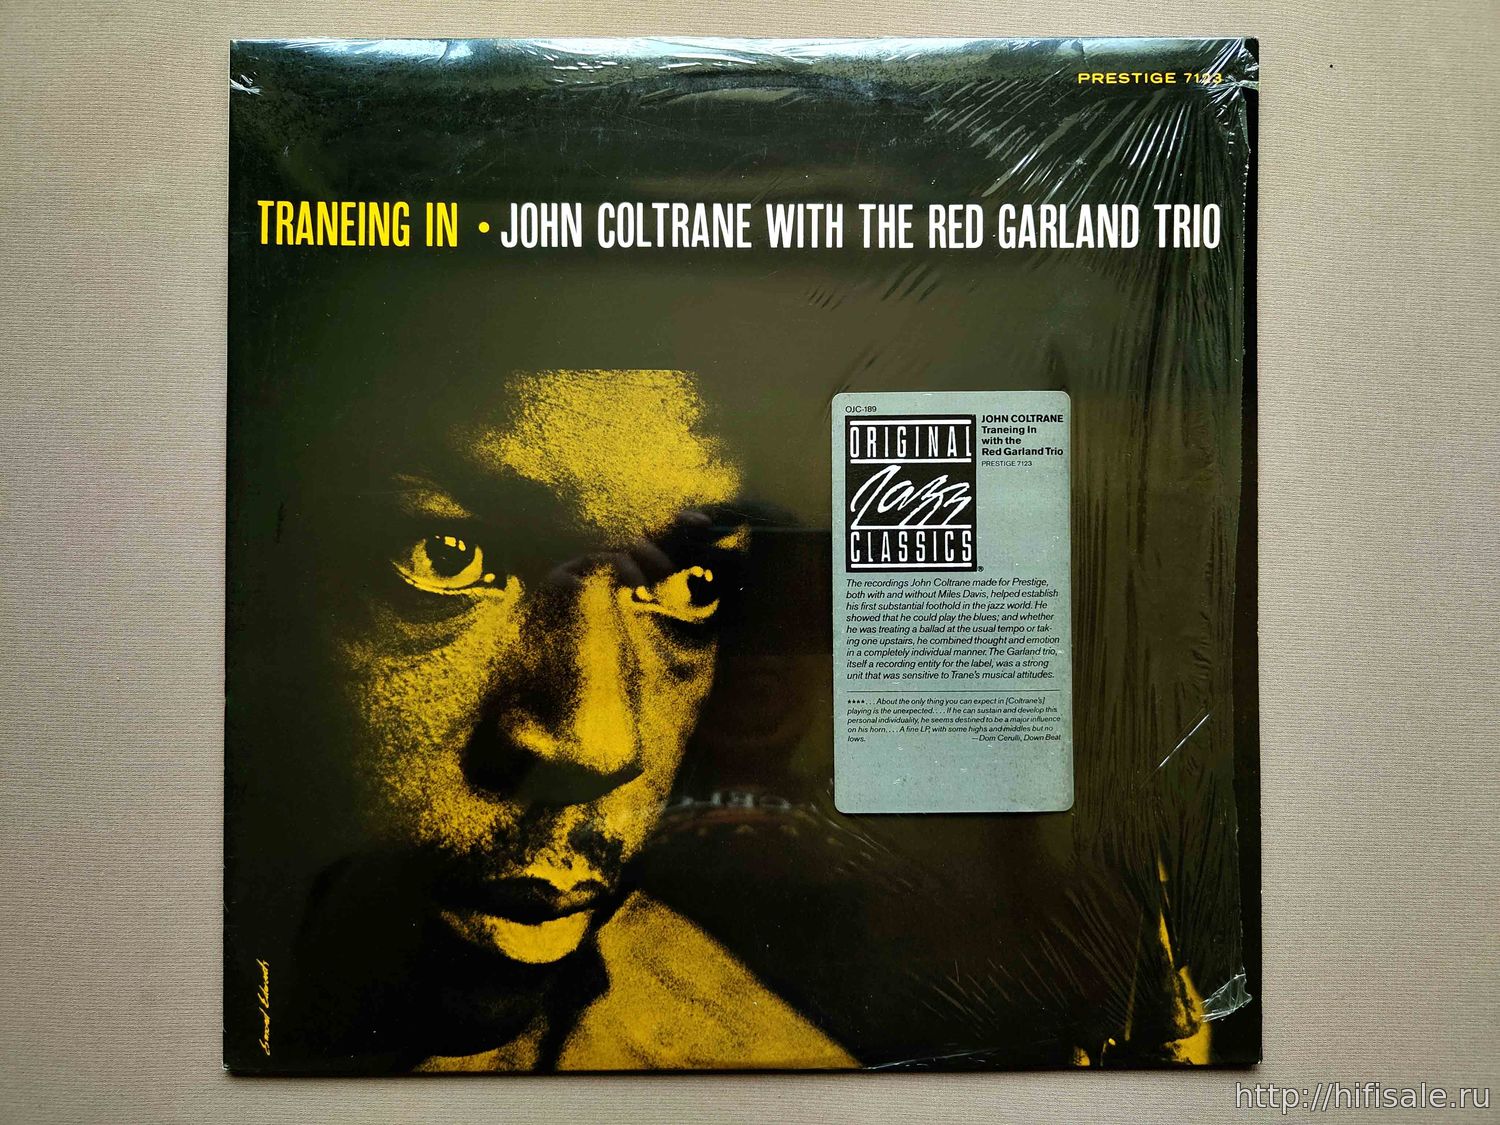 PRESTIGE 7123
TRANEING IN • JOHN COLTRANE WITH THE RED GARLAND TRIO
OJC-189
ORIGINAL
Jazz
CLASSICS®
JOHN COLTRANE
Traneing In
with the
Red Garland Trio
PRESTIGE 7123
The recordings John Coltrane made for Prestige,
both with and without Miles Davis, helped establish
his first substantial foothold in the jazz world. He
showed that he could play the blues; and whether
he was treating a ballad at the usual tempo or tak-
ing one upstairs, he combined thought and emotion
in a completely individual manner. The Garland trio,
itself a recording entity for the label, was a strong
unit that was sensitive to Trane's musical attitudes.
★★★★ . . . About the only thing you can expect in [Coltrane's]
playing is the unexpected. . . . If he can sustain and develop this
personal individuality, he seems destined to be a major influence
on his horn. . . . A fine LP, with some highs and middles but no
lows. —Dom Cerulli, Down Beat
http://hifisale.ru